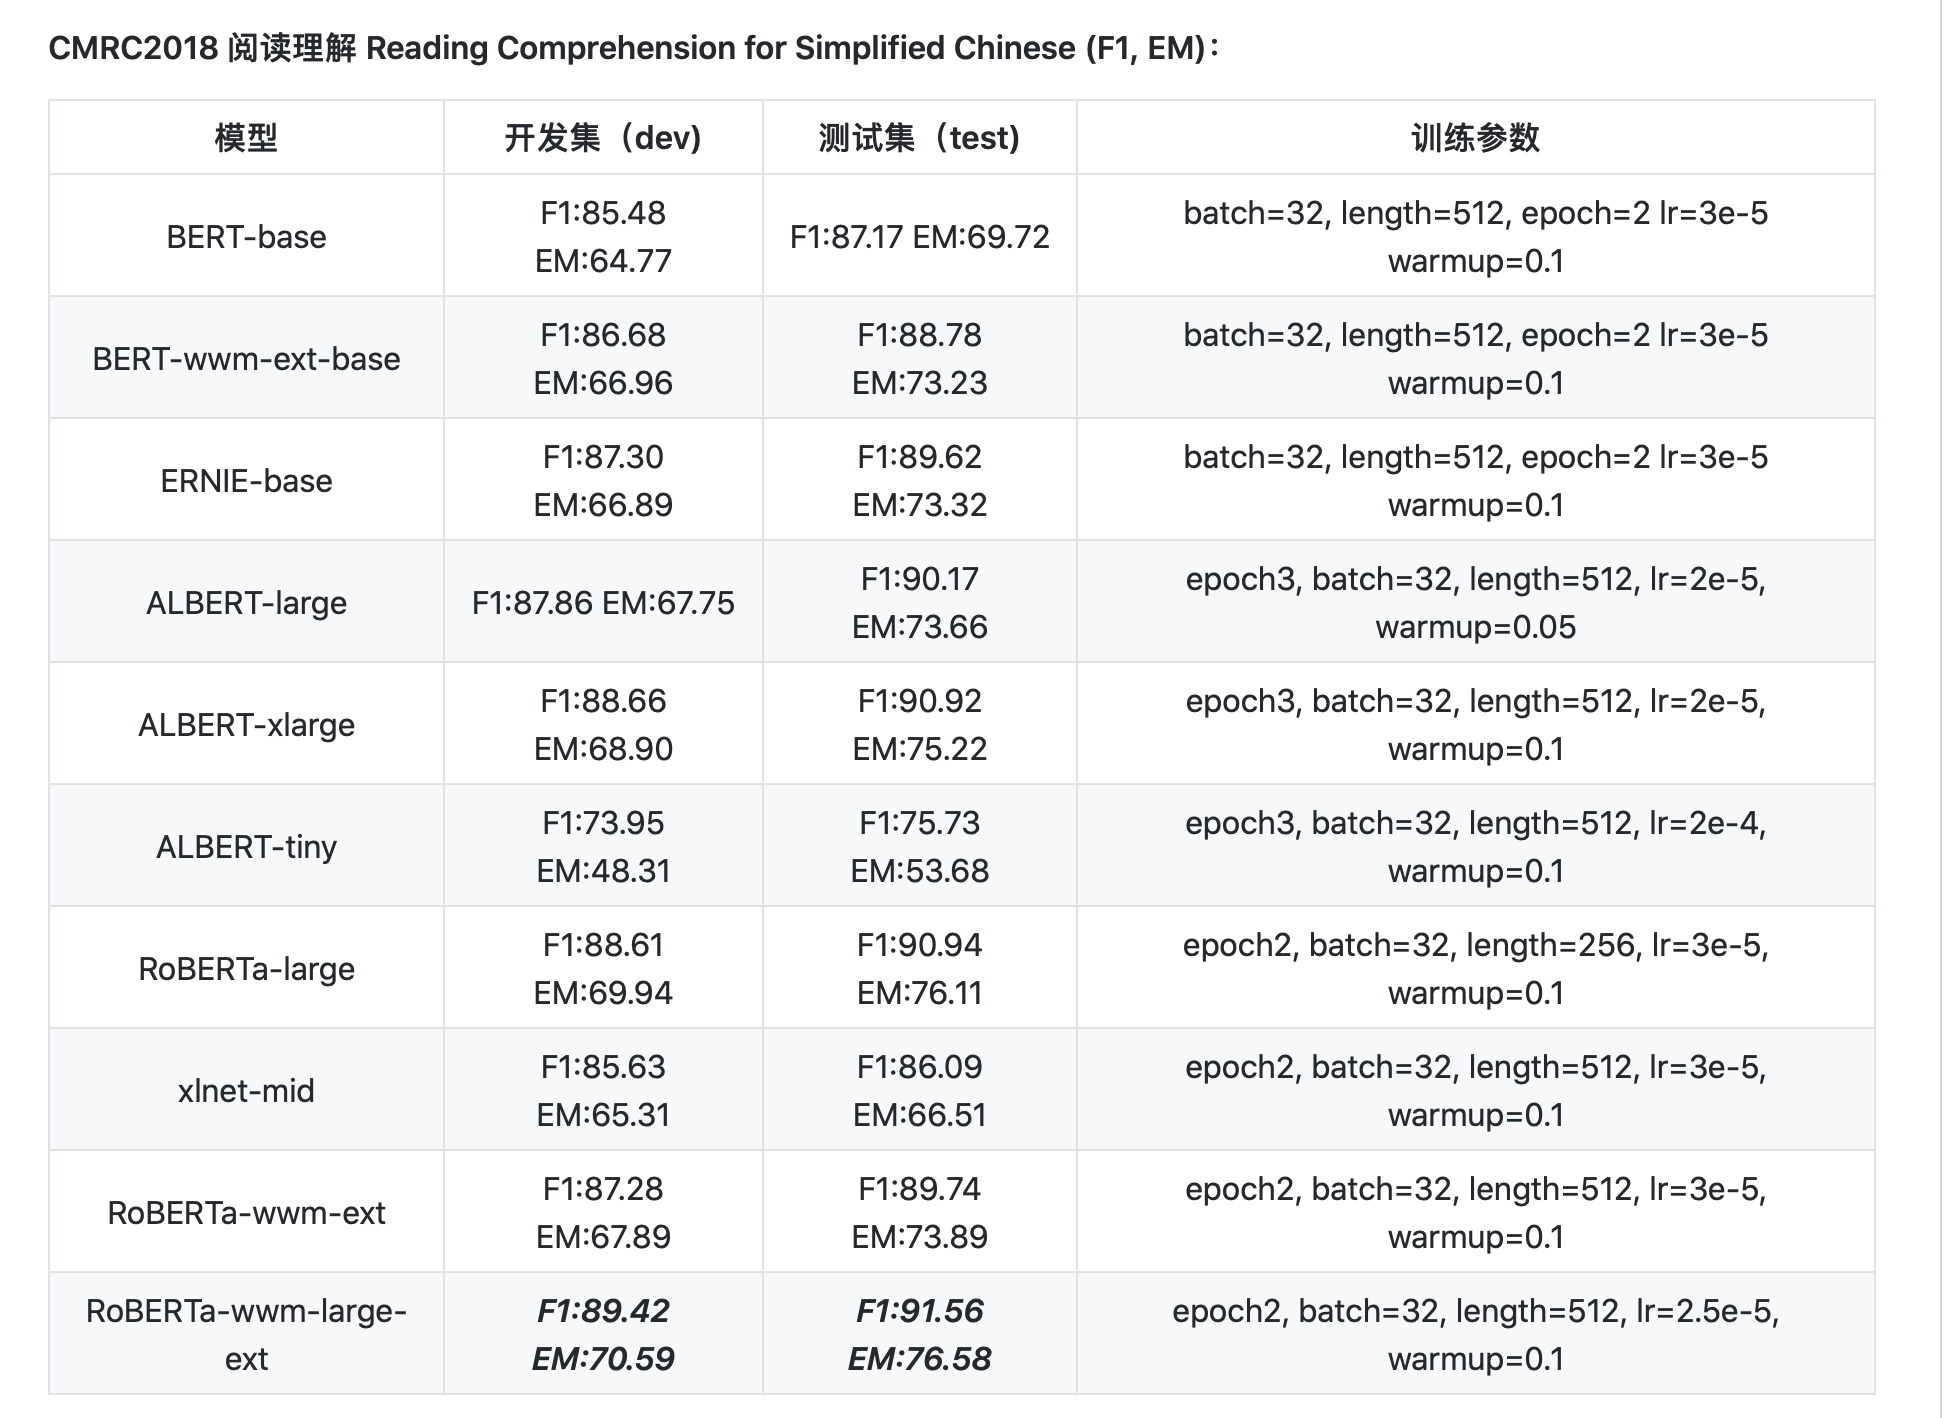 CMRC2018 阅读理解 Reading Comprehension for Simplified Chinese (F1, EM)：
模型 开发集（dev) 测试集（test) 训练参数
BERT-base F1:85.48 EM:64.77 F1:87.17 EM:69.72 batch=32, length=512, epoch=2 lr=3e-5 warmup=0.1
BERT-wwm-ext-base F1:86.68 EM:66.96 F1:88.78 EM:73.23 batch=32, length=512, epoch=2 lr=3e-5 warmup=0.1
ERNIE-base F1:87.30 EM:66.89 F1:89.62 EM:73.32 batch=32, length=512, epoch=2 lr=3e-5 warmup=0.1
ALBERT-large F1:87.86 EM:67.75 F1:90.17 EM:73.66 epoch3, batch=32, length=512, lr=2e-5, warmup=0.05
ALBERT-xlarge F1:88.66 EM:68.90 F1:90.92 EM:75.22 epoch3, batch=32, length=512, lr=2e-5, warmup=0.1
ALBERT-tiny F1:73.95 EM:48.31 F1:75.73 EM:53.68 epoch3, batch=32, length=512, lr=2e-4, warmup=0.1
RoBERTa-large F1:88.61 EM:69.94 F1:90.94 EM:76.11 epoch2, batch=32, length=256, lr=3e-5, warmup=0.1
xlnet-mid F1:85.63 EM:65.31 F1:86.09 EM:66.51 epoch2, batch=32, length=512, lr=3e-5, warmup=0.1
RoBERTa-wwm-ext F1:87.28 EM:67.89 F1:89.74 EM:73.89 epoch2, batch=32, length=512, lr=3e-5, warmup=0.1
RoBERTa-wwm-large-ext F1:89.42 EM:70.59 F1:91.56 EM:76.58 epoch2, batch=32, length=512, lr=2.5e-5, warmup=0.1